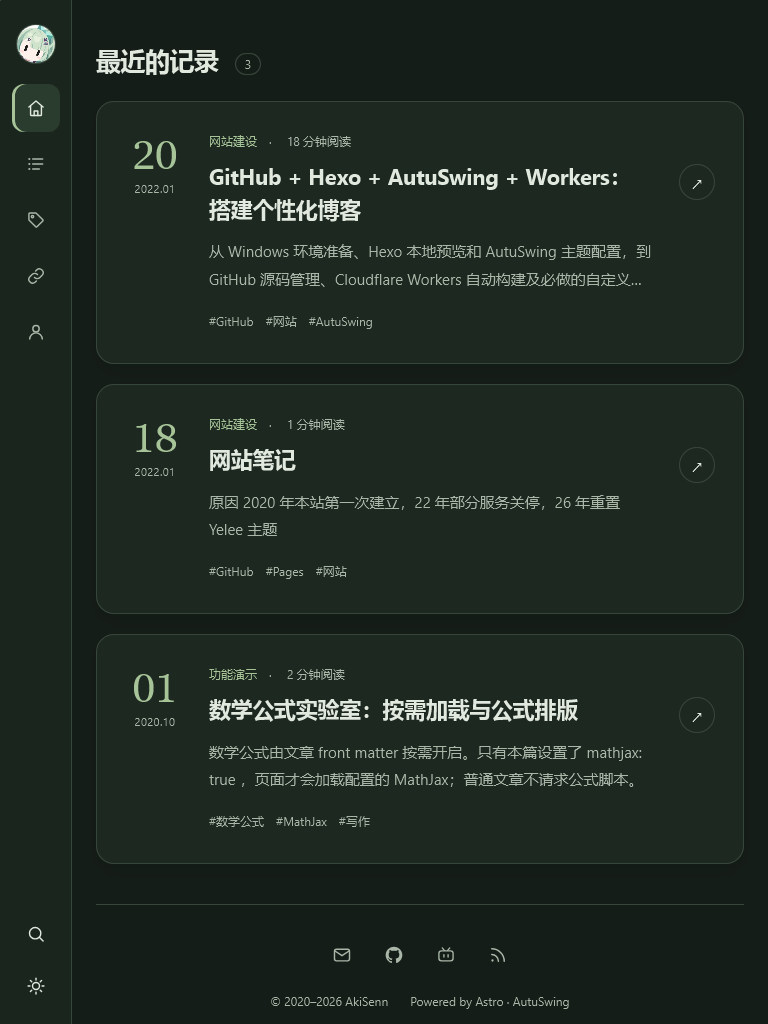 最近的记录 3
20
2022.01
网站建设 · 18 分钟阅读
GitHub + Hexo + AutuSwing + Workers：
搭建个性化博客
从 Windows 环境准备、Hexo 本地预览和 AutuSwing 主题配置，到
GitHub 源码管理、Cloudflare Workers 自动构建及必做的自定义...
#GitHub #网站 #AutuSwing
18
2022.01
网站建设 · 1 分钟阅读
网站笔记
原因 2020 年本站第一次建立，22 年部分服务关停，26 年重置
Yelee 主题
#GitHub #Pages #网站
01
2020.10
功能演示 · 2 分钟阅读
数学公式实验室：按需加载与公式排版
数学公式由文章 front matter 按需开启。只有本篇设置了 mathjax:
true ，页面才会加载配置的 MathJax；普通文章不请求公式脚本。
#数学公式 #MathJax #写作
© 2020–2026 AkiSenn Powered by Astro · AutuSwing